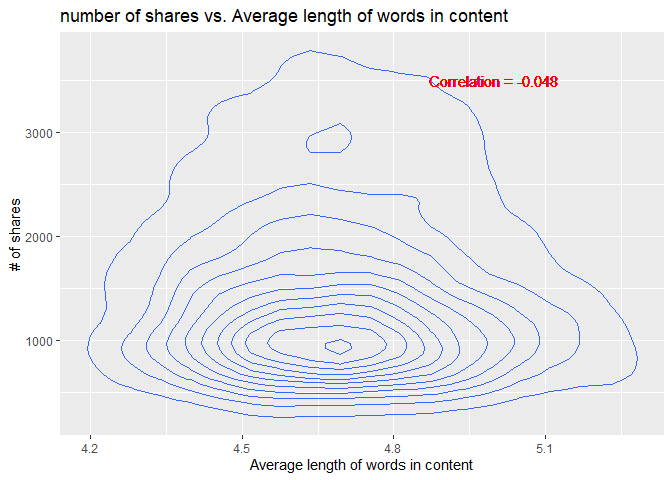 number of shares vs. Average length of words in content
Correlation = -0.048
3000
2000
1000
# of shares
4.2
4.5
4.8
5.1
Average length of words in content